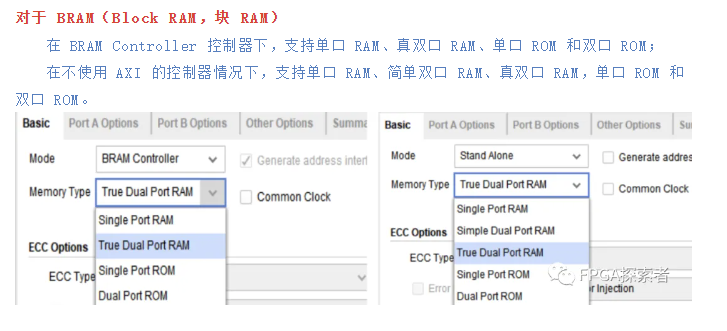 对于 BRAM（Block RAM，块 RAM）
在 BRAM Controller 控制器下，支持单口 RAM、真双口 RAM、单口 ROM 和双口 ROM；
在不使用 AXI 的控制器情况下，支持单口 RAM、简单双口 RAM、真双口 RAM，单口 ROM 和
双口 ROM。
Basic Port A Options Port B Options Other Options
Mode BRAM Controller Generate address
Memory Type True Dual Port RAM Common Clock
Single Port RAM
True Dual Port RAM
ECC Options
Single Port ROM
ECC Type
Dual Port ROM
Basic Port A Options Port B Options Other Options
Mode Stand Alone Generate
Memory Type True Dual Port RAM Common Clock
Single Port RAM
Simple Dual Port RAM
ECC Options
True Dual Port RAM
ECC Type
Single Port ROM
Error Injection
Dual Port ROM
FPGA探索者